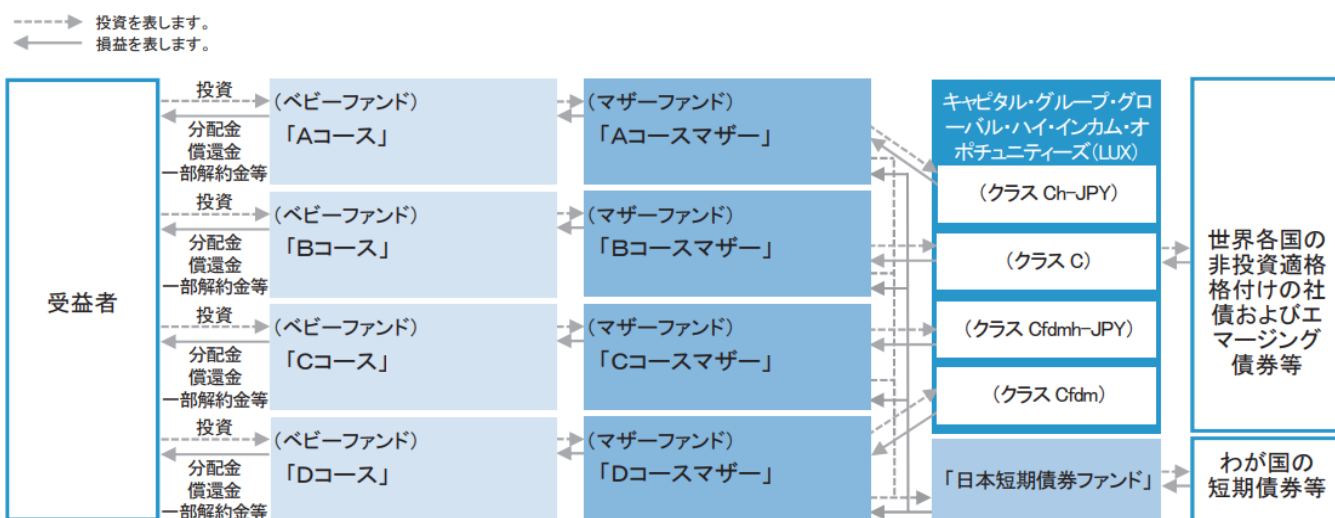 投資を表します。
損益を表します。
受益者
投資
分配金
償還金
一部解約金等
(ベビーファンド)
「Aコース」
(マザーファンド)
「Aコースマザー」
投資
分配金
償還金
一部解約金等
(ベビーファンド)
「Bコース」
(マザーファンド)
「Bコースマザー」
投資
分配金
償還金
一部解約金等
(ベビーファンド)
「Cコース」
(マザーファンド)
「Cコースマザー」
投資
分配金
償還金
一部解約金等
(ベビーファンド)
「Dコース」
(マザーファンド)
「Dコースマザー」
キャピタル・グループ・グロ
ーバル・ハイ・インカム・オ
ポチュニティーズ(LUX)
(クラス Ch-JPY)
(クラス C)
(クラス Cfdmh-JPY)
(クラス Cfdm)
「日本短期債券ファンド」
世界各国の
非投資適格
格付けの社
債およびエ
マージング
債券等
わが国の
短期債券等